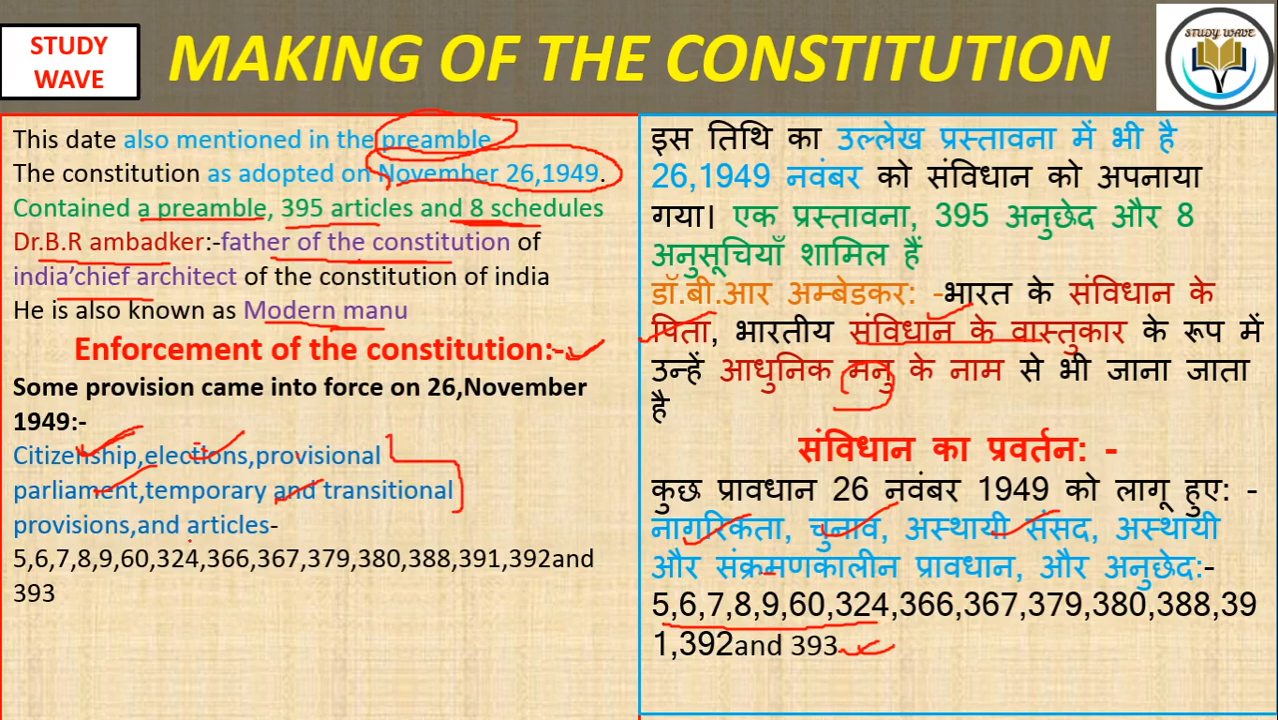 STUDY
WAVE
MAKING OF THE CONSTITUTION
STUDY WAVE
This date also mentioned in the preamble
The constitution as adopted on November 26,1949.
Contained a preamble, 395 articles and 8 schedules
Dr.B.R ambadker:-father of the constitution of
india'chief architect of the constitution of india
He is also known as Modern manu
Enforcement of the constitution:-
Some provision came into force on 26,November
1949:-
Citizenship,elections,provisional
parliament,temporary and transitional
provisions,and articles-
5,6,7,8,9,60,324,366,367,379,380,388,391,392and
393
इस तिथि का उल्लेख प्रस्तावना में भी है
26,1949 नवंबर को संविधान को अपनाया
गया। एक प्रस्तावना, 395 अनुछेद और 8
अनुसूचियाँ शामिल हैं
डॉ.बी.आर अम्बेडकर: -भारत के संविधान के
पिता, भारतीय संविधान के वास्तुकार के रूप में
उन्हें आधुनिक मनु के नाम से भी जाना जाता
है
संविधान का प्रवर्तन: -
कुछ प्रावधान 26 नवंबर 1949 को लागू हुए: -
नागरिकता, चुनाव, अस्थायी संसद, अस्थायी
और संक्रमणकालीन प्रावधान, और अनुछेद:-
5,6,7,8,9,60,324,366,367,379,380,388,39
1,392and 393